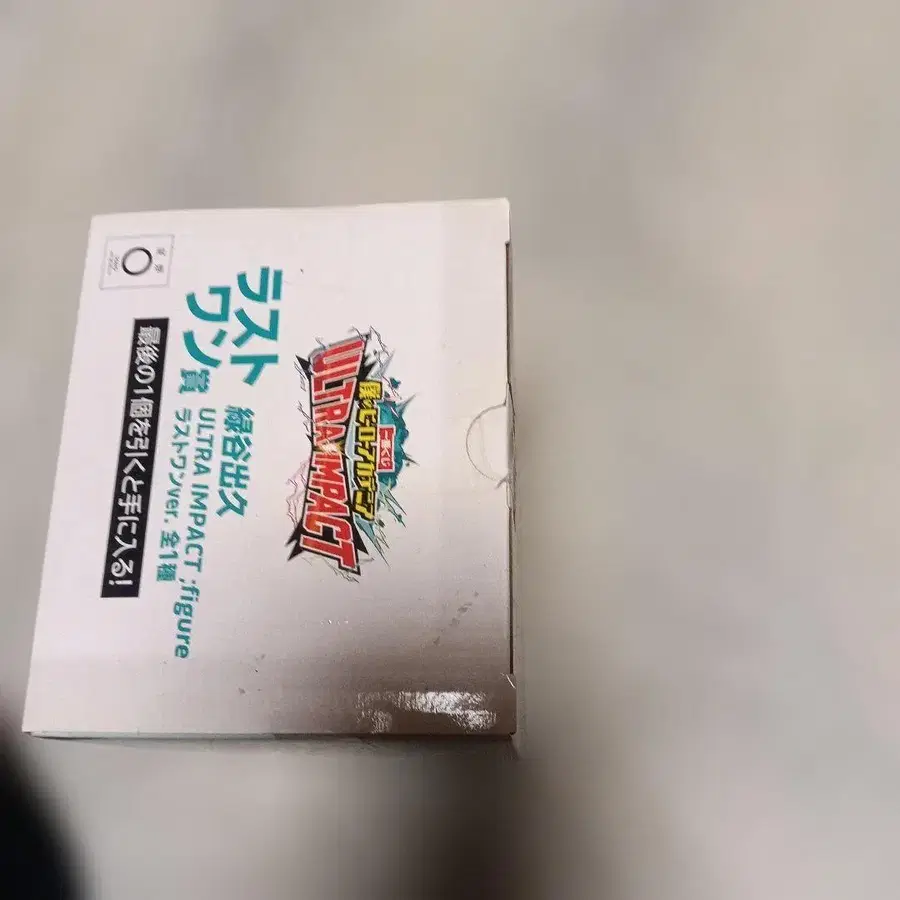 一番くじ
僕のヒーローアカデミア
ULTRA IMPACT
ラスト
ワン賞
緑谷出久
ULTRA IMPACT ;figure
ラストワンver. 全1種
最後の1個を引くと手に入る!